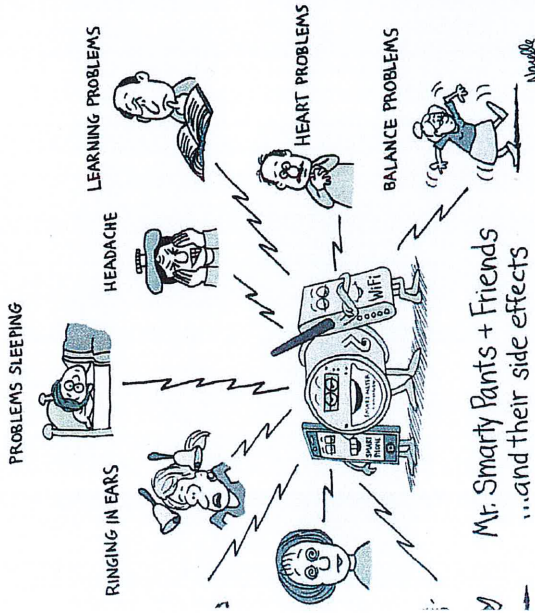 PROBLEMS SLEEPING
HEADACHE
LEARNING PROBLEMS
RINGING IN EARS
HEART PROBLEMS
BALANCE PROBLEMS
SMART
PHONE
SMART METER
WiFi
Mr. Smarty Pants + Friends
...and their side effects